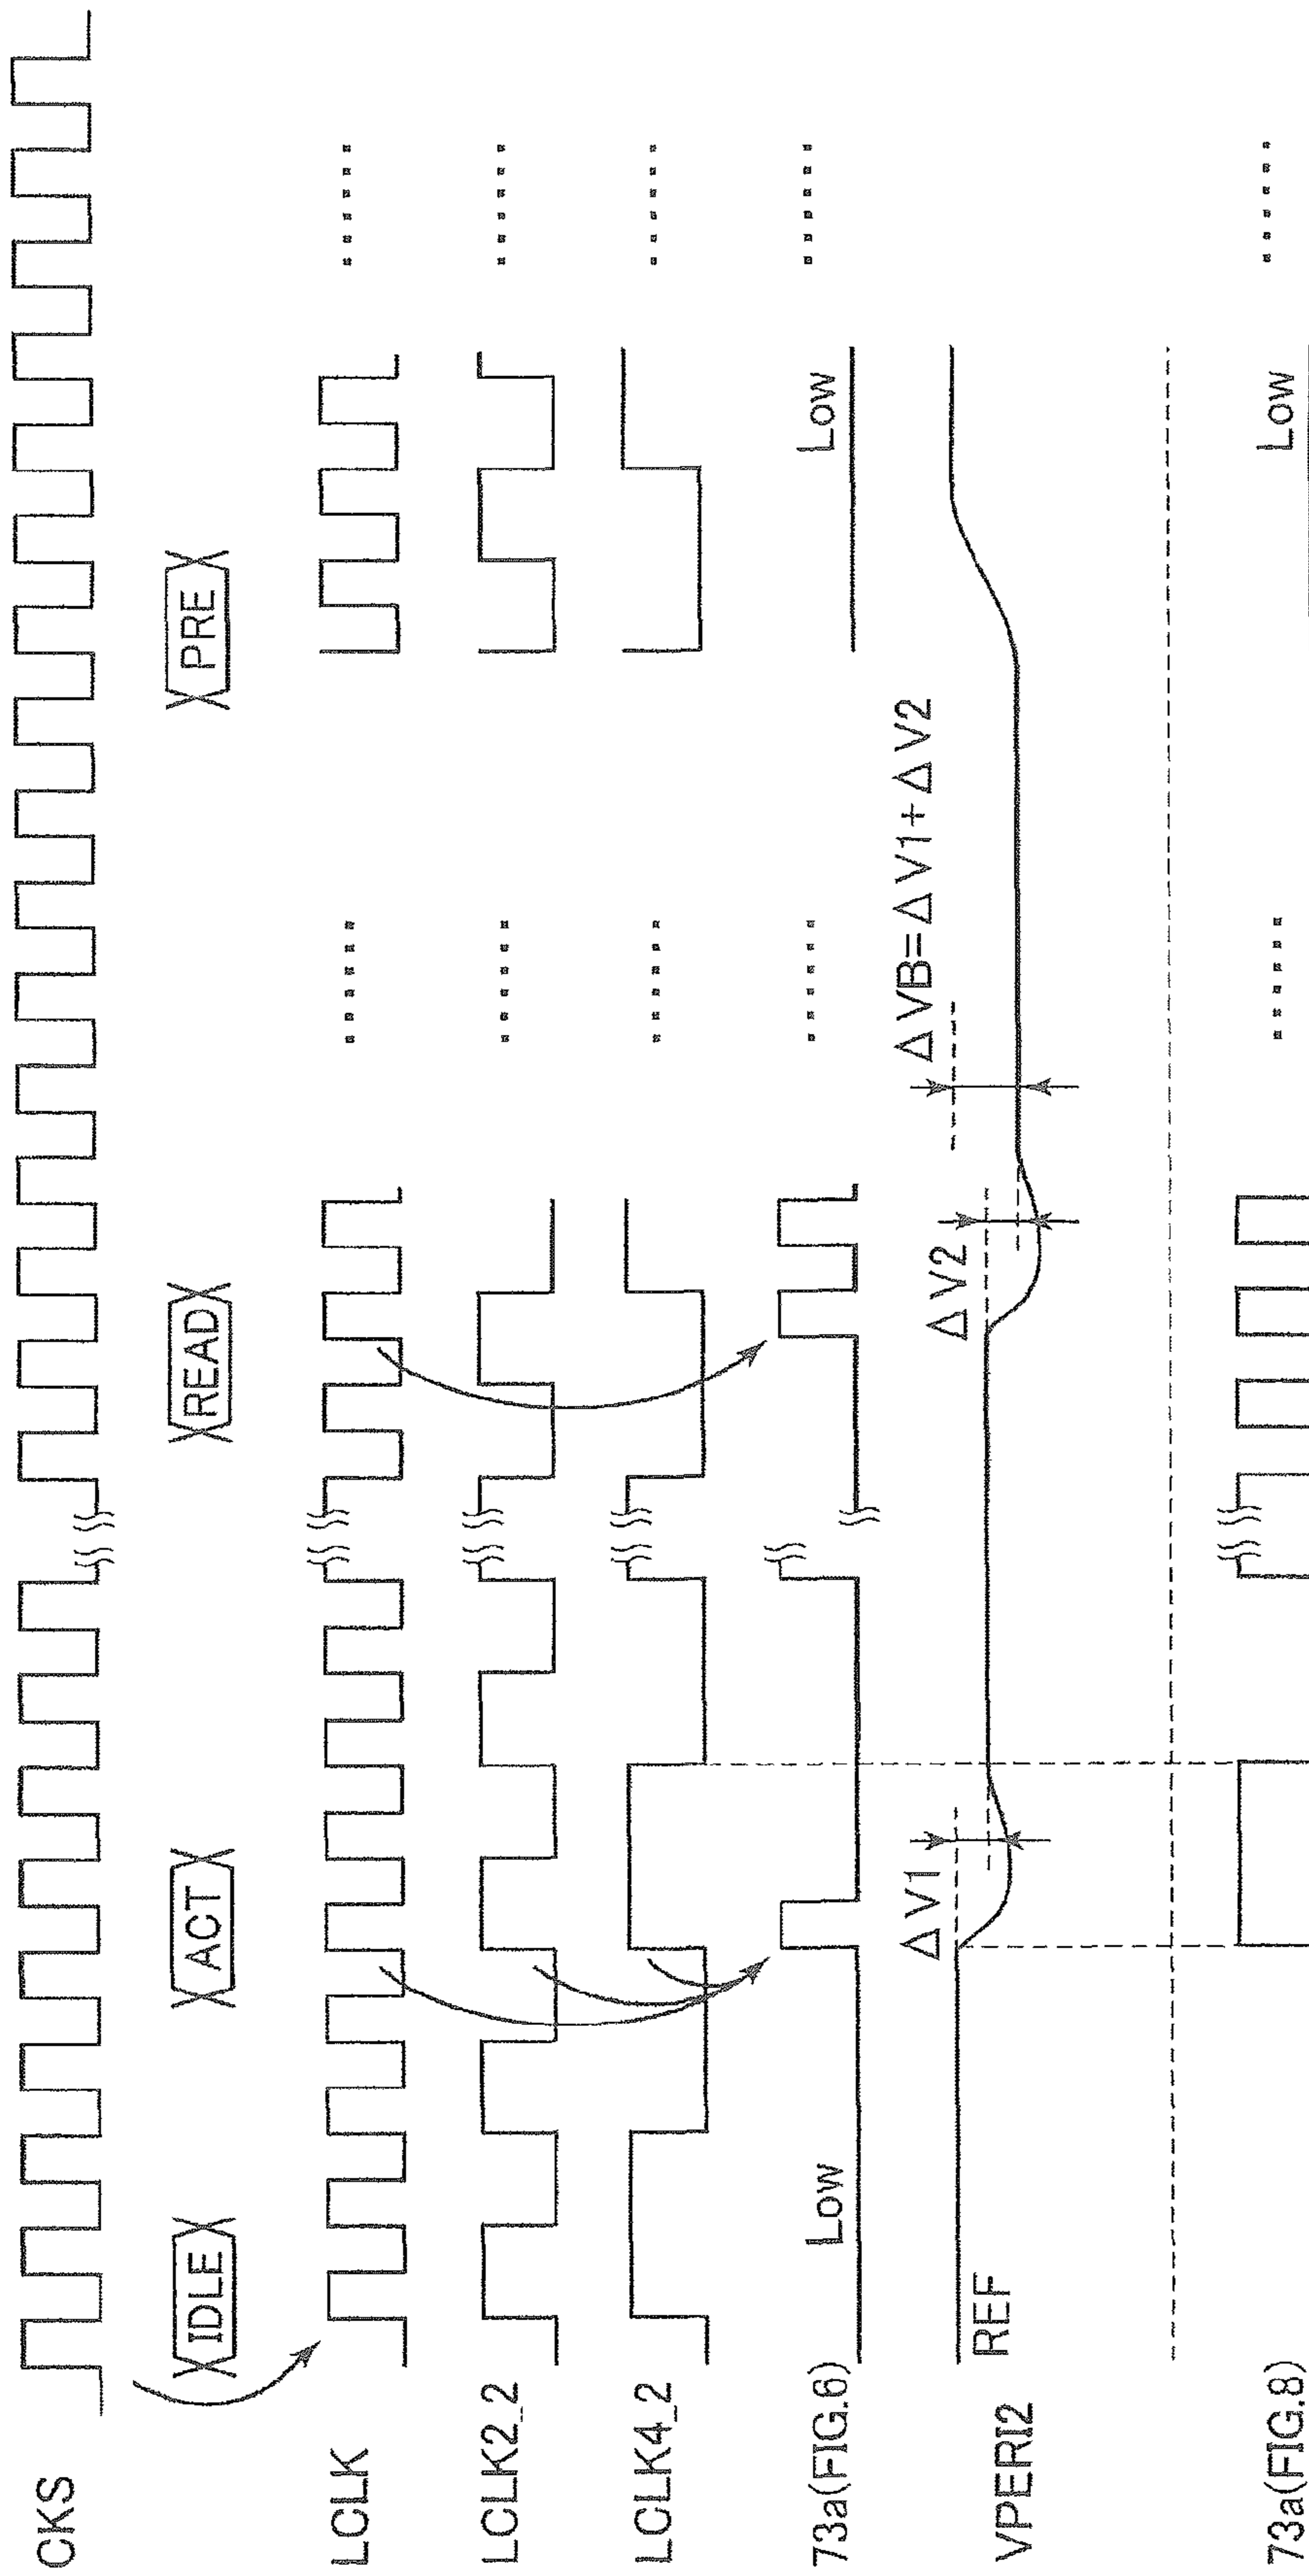 CKS
IDLE
ACT
READ
PRE
LCLK
LCLK2_2
LCLK4_2
73a(FIG.6)
Low
Low
VPERI2
REF
ΔV1
ΔV2
ΔVB=ΔV1+ΔV2
73a(FIG.8)
Low